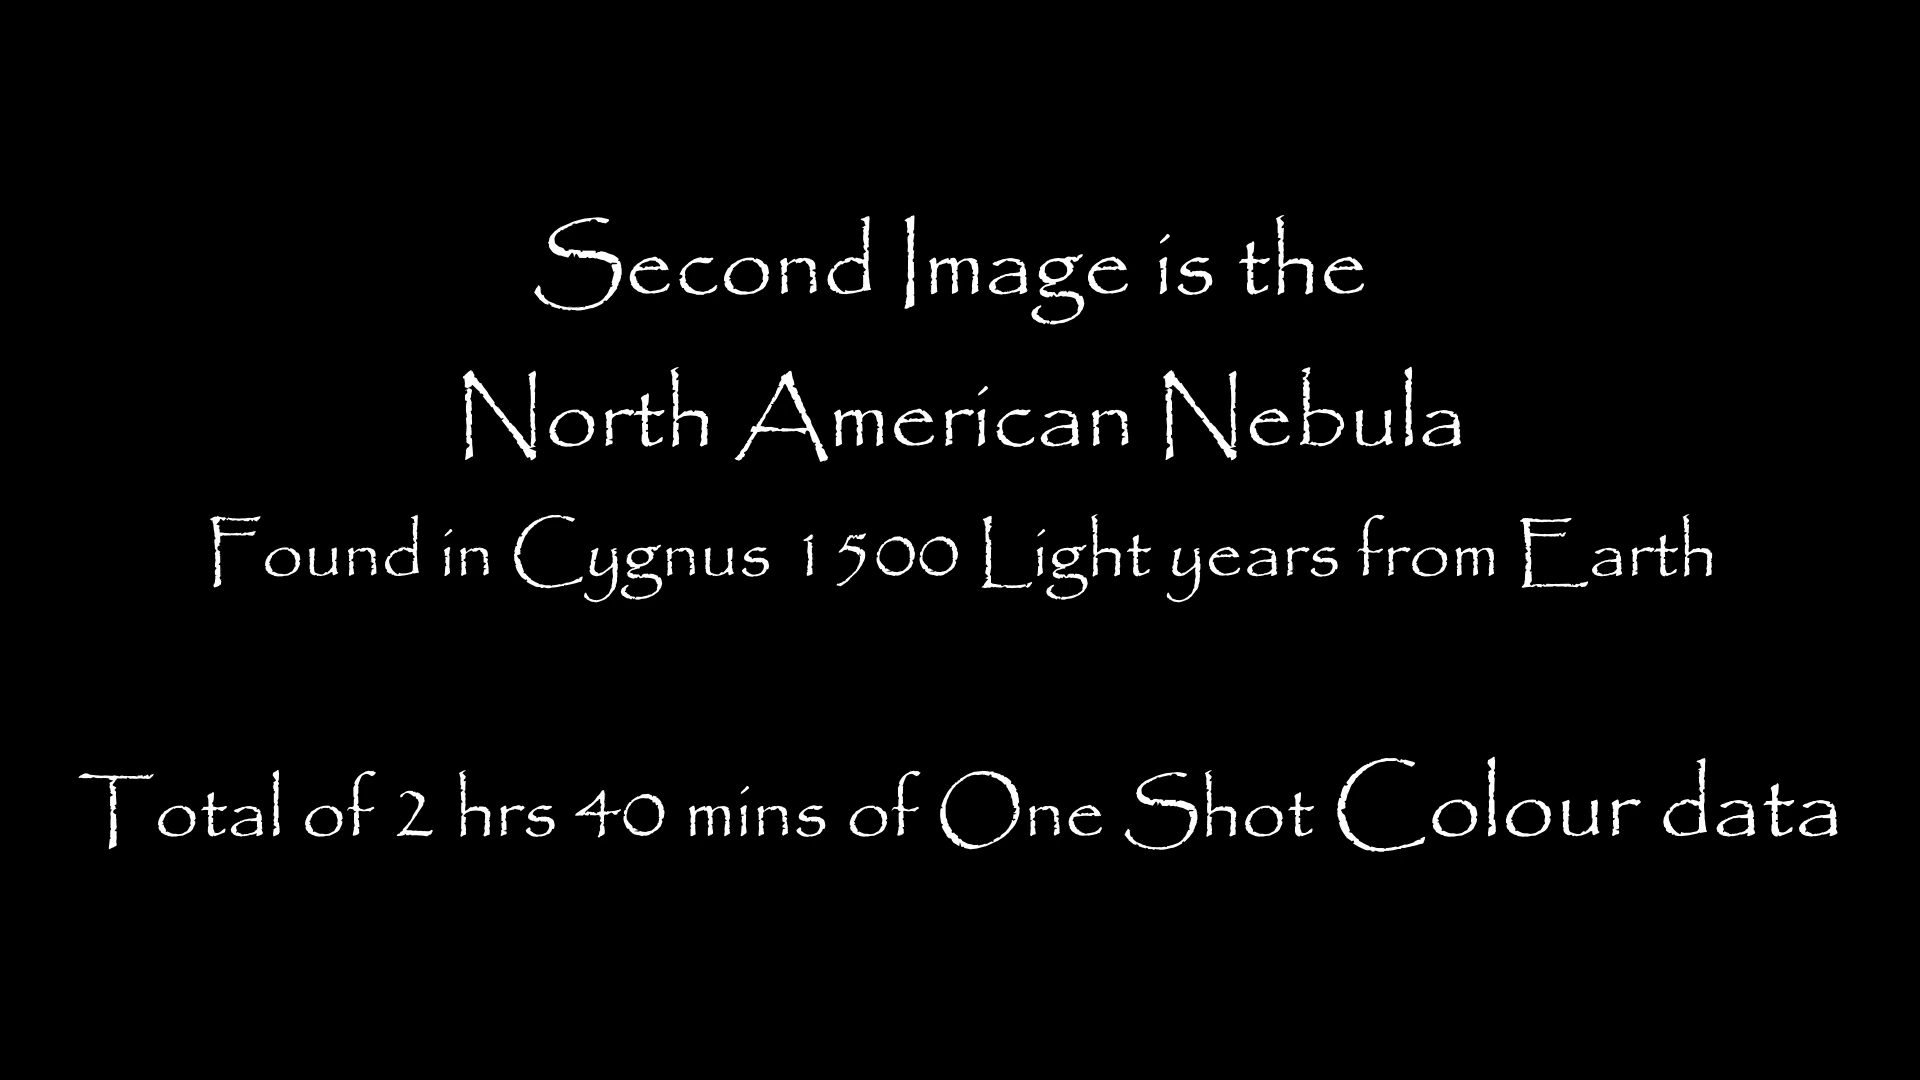 Second Image is the
North American Nebula
Found in Cygnus 1500 Light years from Earth
Total of 2 hrs 40 mins of One Shot Colour data